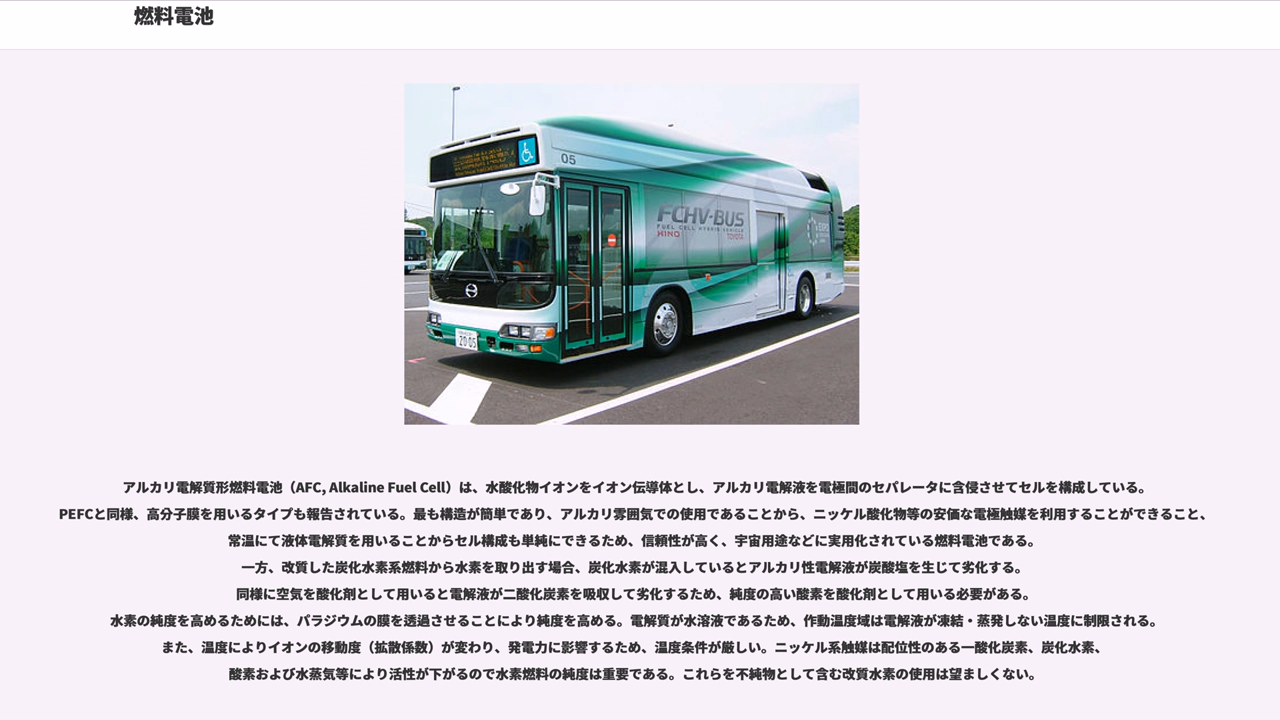 燃料電池
05
FCHV-BUS
FUEL CELL HYBRID VEHICLE
HINO TOYOTA
20 05
アルカリ電解質形燃料電池（AFC, Alkaline Fuel Cell）は、水酸化物イオンをイオン伝導体とし、アルカリ電解液を電極間のセパレータに含侵させてセルを構成している。
PEFCと同様、高分子膜を用いるタイプも報告されている。最も構造が簡単であり、アルカリ雰囲気での使用であることから、ニッケル酸化物等の安価な電極触媒を利用することができること、
常温にて液体電解質を用いることからセル構成も単純にできるため、信頼性が高く、宇宙用途などに実用化されている燃料電池である。
一方、改質した炭化水素系燃料から水素を取り出す場合、炭化水素が混入しているとアルカリ性電解液が炭酸塩を生じて劣化する。
同様に空気を酸化剤として用いると電解液が二酸化炭素を吸収して劣化するため、純度の高い酸素を酸化剤として用いる必要がある。
水素の純度を高めるためには、パラジウムの膜を透過させることにより純度を高める。電解質が水溶液であるため、作動温度域は電解液が凍結・蒸発しない温度に制限される。
また、温度によりイオンの移動度（拡散係数）が変わり、発電力に影響するため、温度条件が厳しい。ニッケル系触媒は配位性のある一酸化炭素、炭化水素、
酸素および水蒸気等により活性が下がるので水素燃料の純度は重要である。これらを不純物として含む改質水素の使用は望ましくない。